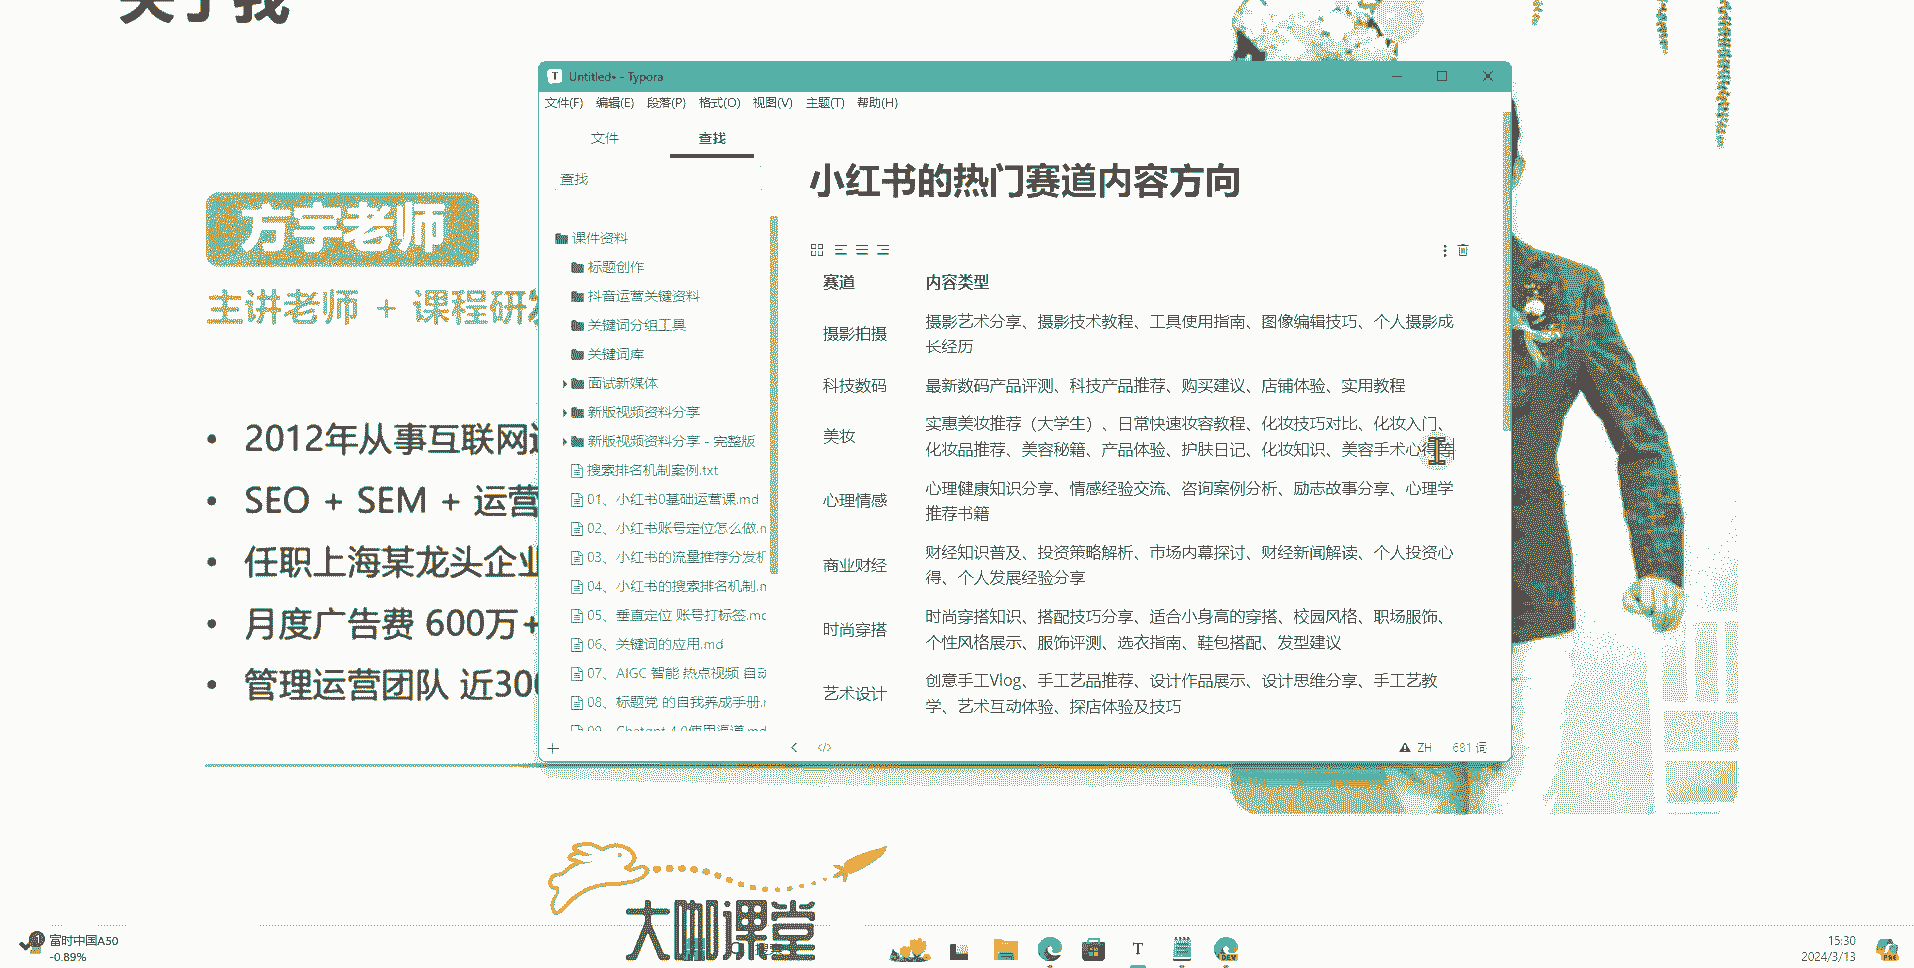 关于我
Untitled• - Typora
文件(F) 编辑(E) 段落(P) 格式(O) 视图(V) 主题(T) 帮助(H)
文件 查找
查找
课件资料
标题创作
抖音运营关键资料
关键词分组工具
关键词库
面试新媒体
新版视频资料分享
新版视频资料分享 - 完整版
搜索排名机制案例.txt
01、小红书0基础运营课.md
02、小红书账号定位怎么做.m
03、小红书的流量推荐分发机
04、小红书的搜索排名机制.m
05、垂直定位 账号打标签.md
06、关键词的应用.md
07、AIGC 智能 热点视频 自动
08、标题党 的自我养成手册.m
09、Chatgpt 4.0使用渠道.md
小红书的热门赛道内容方向
赛道 内容类型
摄影拍摄 摄影艺术分享、摄影技术教程、工具使用指南、图像编辑技巧、个人摄影成
长经历
科技数码 最新数码产品评测、科技产品推荐、购买建议、店铺体验、实用教程
美妆 实惠美妆推荐（大学生）、日常快速妆容教程、化妆技巧对比、化妆入门、
化妆品推荐、美容秘籍、产品体验、护肤日记、化妆知识、美容手术心得等
心理情感 心理健康知识分享、情感经验交流、咨询案例分析、励志故事分享、心理学
推荐书籍
商业财经 财经知识普及、投资策略解析、市场内幕探讨、财经新闻解读、个人投资心
得、个人发展经验分享
时尚穿搭 时尚穿搭知识、搭配技巧分享、适合小身高的穿搭、校园风格、职场服饰、
个性风格展示、服饰评测、选衣指南、鞋包搭配、发型建议
艺术设计 创意手工Vlog、手工艺品推荐、设计作品展示、设计思维分享、手工艺教
学、艺术互动体验、探店体验及技巧
ZH 681 词
方宇老师
主讲老师 + 课程研发
• 2012年从事互联网运
• SEO + SEM + 运营
• 任职上海某龙头企业
• 月度广告费 600万+
• 管理运营团队 近300
大咖课堂
富时中国A50
-0.89%
15:30
2024/3/13